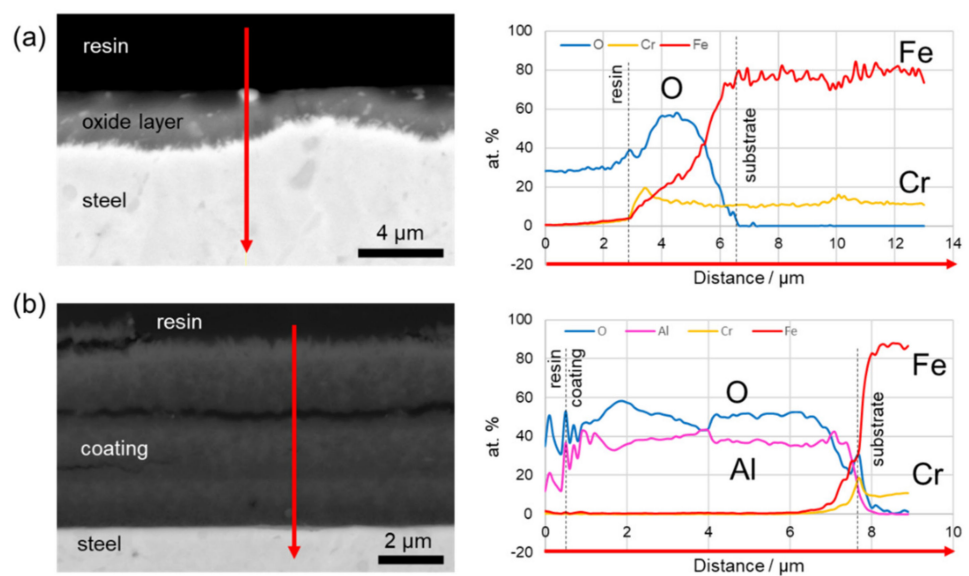 (a)
resin
oxide layer
steel
4 µm
O Cr Fe
at. %
100
80
60
40
20
0
-20
resin
O
substrate
Fe
Cr
0 2 4 6 8 10 12 14
Distance / µm
(b)
resin
coating
steel
2 µm
O Al Cr Fe
at. %
100
80
60
40
20
0
-20
resin
coating
O
Al
substrate
Fe
Cr
0 2 4 6 8 10
Distance / µm